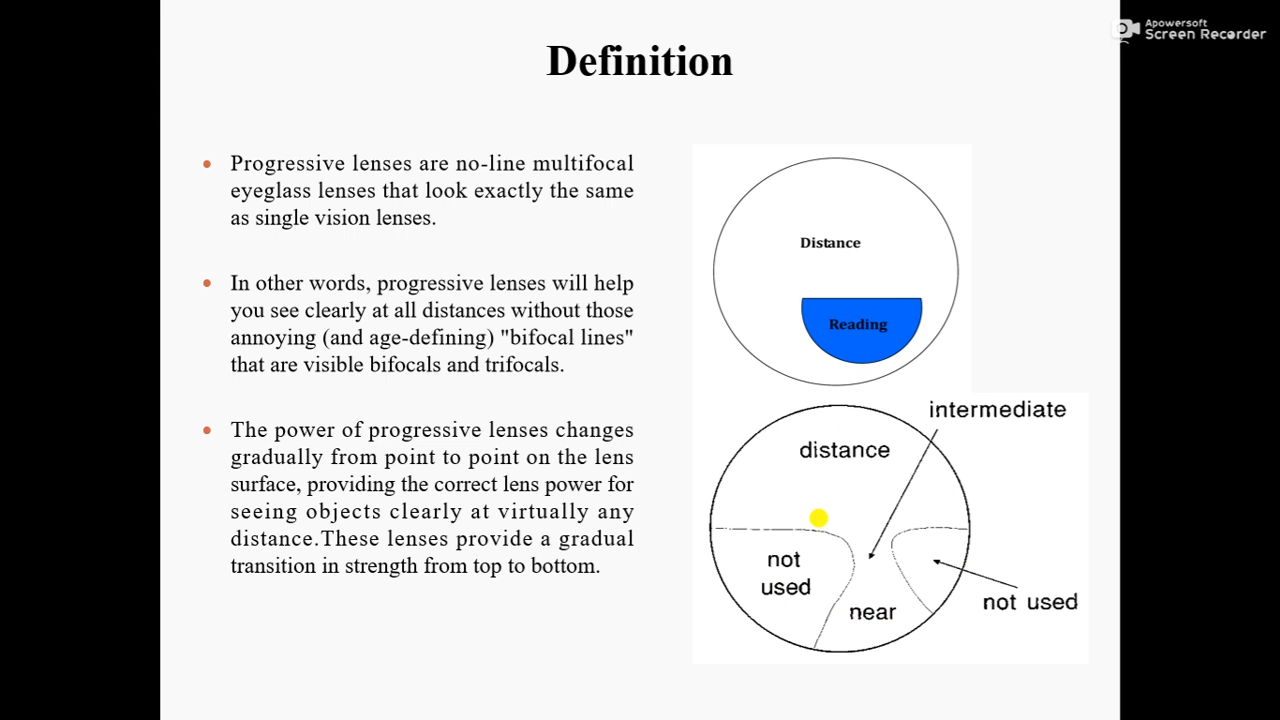 Apowersoft
Screen Recorder
Definition
• Progressive lenses are no-line multifocal
eyeglass lenses that look exactly the same
as single vision lenses.
• In other words, progressive lenses will help
you see clearly at all distances without those
annoying (and age-defining) "bifocal lines"
that are visible bifocals and trifocals.
• The power of progressive lenses changes
gradually from point to point on the lens
surface, providing the correct lens power for
seeing objects clearly at virtually any
distance.These lenses provide a gradual
transition in strength from top to bottom.
Distance
Reading
intermediate
distance
not
used
near
not used